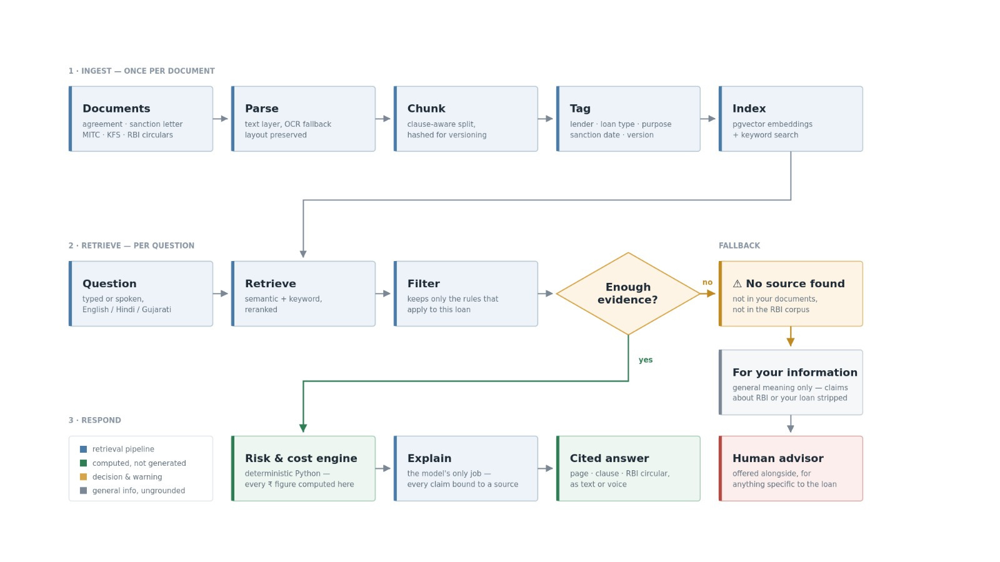 1 · INGEST — ONCE PER DOCUMENT
Documents
agreement · sanction letter
MITC · KFS · RBI circulars
Parse
text layer, OCR fallback
layout preserved
Chunk
clause-aware split,
hashed for versioning
Tag
lender · loan type · purpose
sanction date · version
Index
pgvector embeddings
+ keyword search
2 · RETRIEVE — PER QUESTION
Question
typed or spoken,
English / Hindi / Gujarati
Retrieve
semantic + keyword,
reranked
Filter
keeps only the rules that
apply to this loan
Enough
evidence?
no
yes
FALLBACK
⚠ No source found
not in your documents,
not in the RBI corpus
For your information
general meaning only — claims
about RBI or your loan stripped
3 · RESPOND
retrieval pipeline
computed, not generated
decision & warning
general info, ungrounded
Risk & cost engine
deterministic Python —
every ₹ figure computed here
Explain
the model's only job —
every claim bound to a source
Cited answer
page · clause · RBI circular,
as text or voice
Human advisor
offered alongside, for
anything specific to the loan